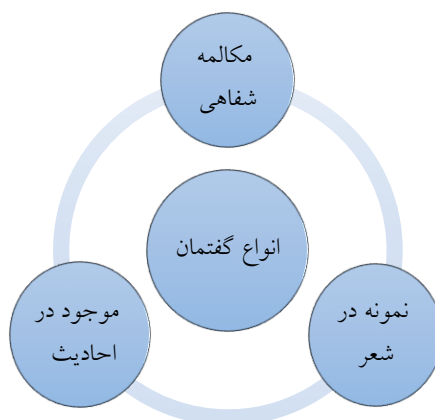 مکالمه
شفاهی
انواع گفتمان
نمونه در
شعر
موجود در
احادیث